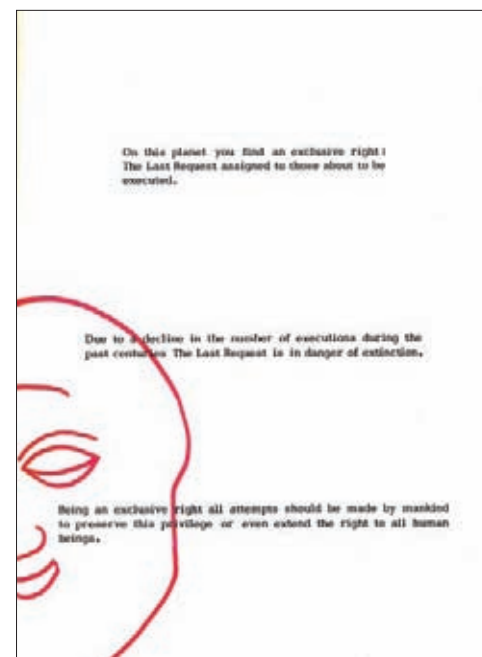 On this planet you find an exclusive right:
The Last Request assigned to those about to be
executed.
Due to a decline in the number of executions during the
past centuries The Last Request is in danger of extinction.
Being an exclusive right all attempts should be made by mankind
to preserve this privilege or even extend the right to all human
beings.